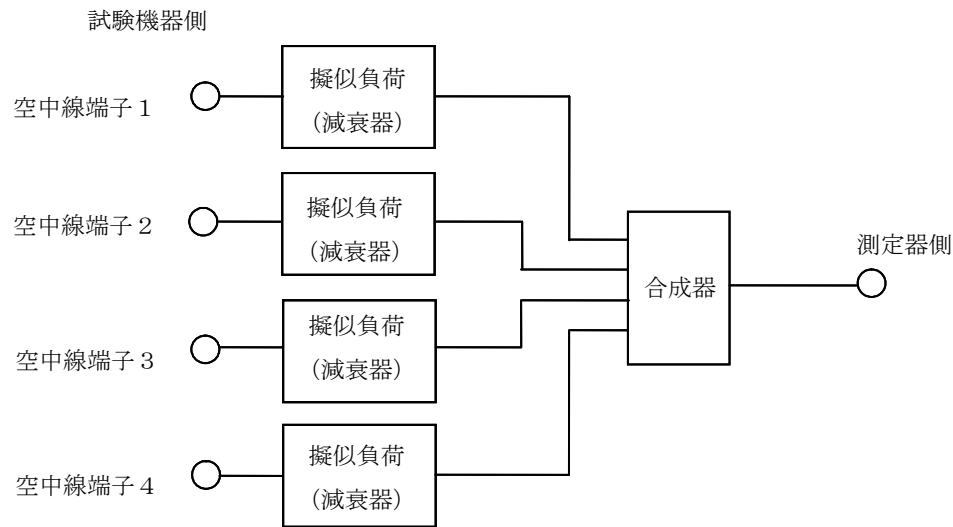 試験機器側
空中線端子１
擬似負荷
（減衰器）
空中線端子２
擬似負荷
（減衰器）
空中線端子３
擬似負荷
（減衰器）
空中線端子４
擬似負荷
（減衰器）
合成器
測定器側